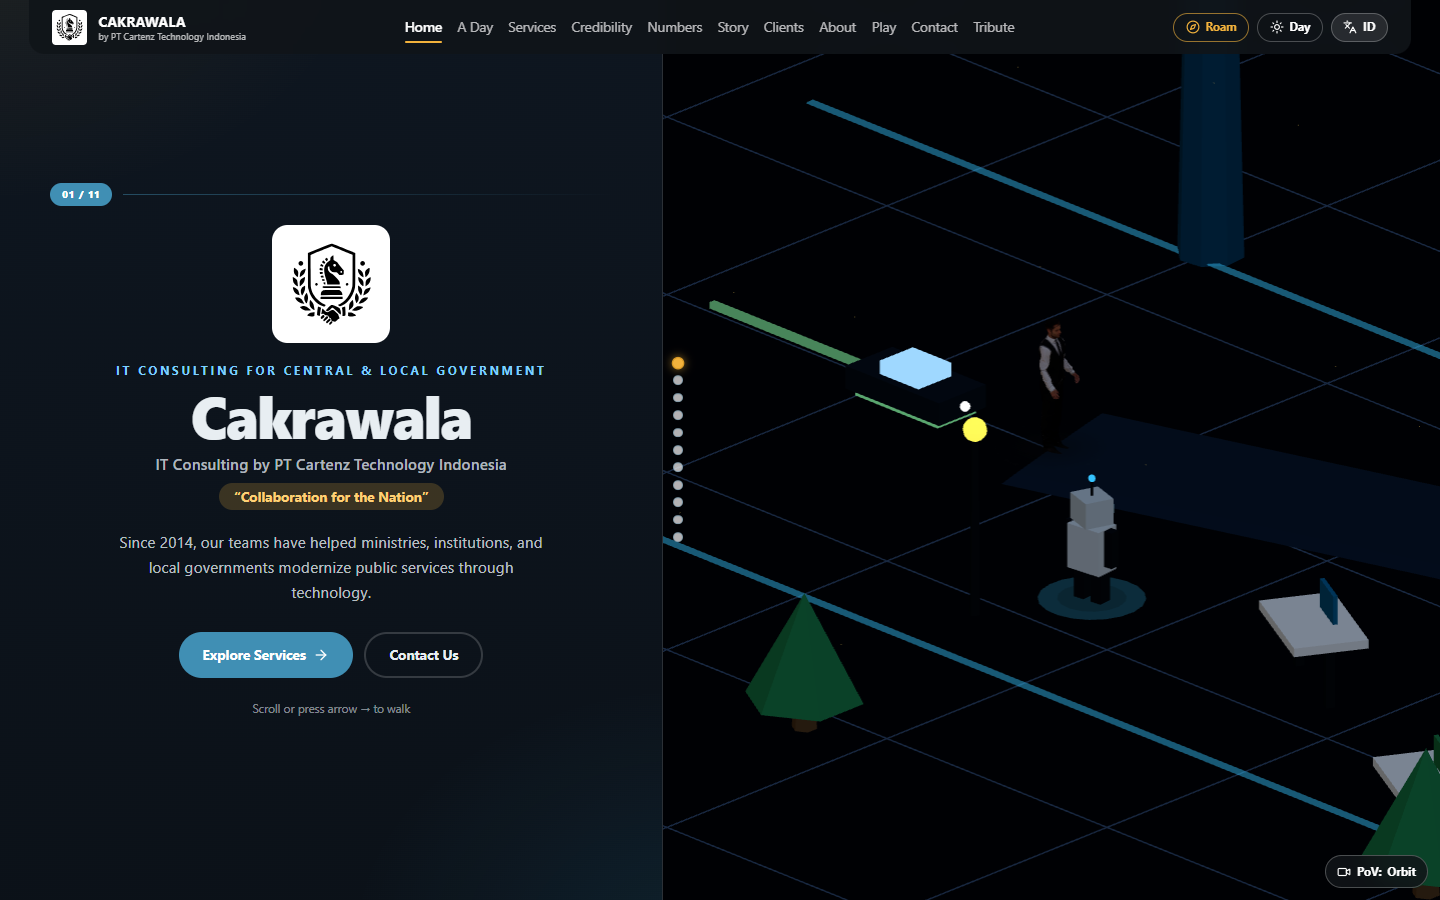 CAKRAWALA
by PT Cartenz Technology Indonesia
Home A Day Services Credibility Numbers Story Clients About Play Contact Tribute
Roam Day ID
01 / 11
IT CONSULTING FOR CENTRAL & LOCAL GOVERNMENT
Cakrawala
IT Consulting by PT Cartenz Technology Indonesia
“Collaboration for the Nation”
Since 2014, our teams have helped ministries, institutions, and
local governments modernize public services through
technology.
Explore Services →
Contact Us
Scroll or press arrow → to walk
PoV: Orbit